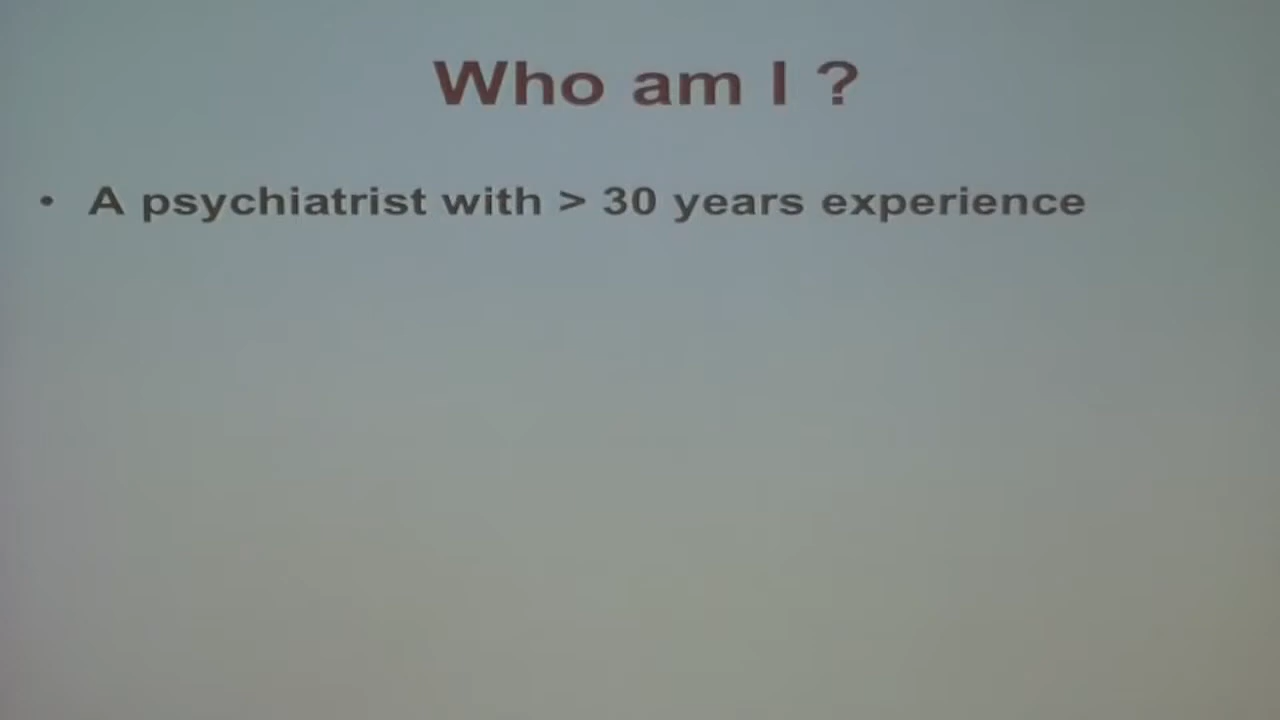 Who am I ?
• A psychiatrist with > 30 years experience